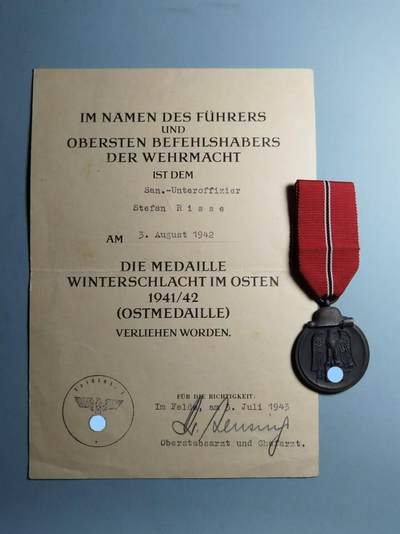 IM NAMEN DES FÜHRERS
UND
OBERSTEN BEFEHLSHABERS
DER WEHRMACHT
IST DEM
San.-Unteroffizier
Stefan Risse
AM 3. August 1942
DIE MEDAILLE
WINTERSCHLACHT IM OSTEN
1941/42
(OSTMEDAILLE)
VERLIEHEN WORDEN.
FÜR DIE RICHTIGKEIT:
Im Felde, am 3. Juli 1943
Oberstabsarzt und Chefarzt.